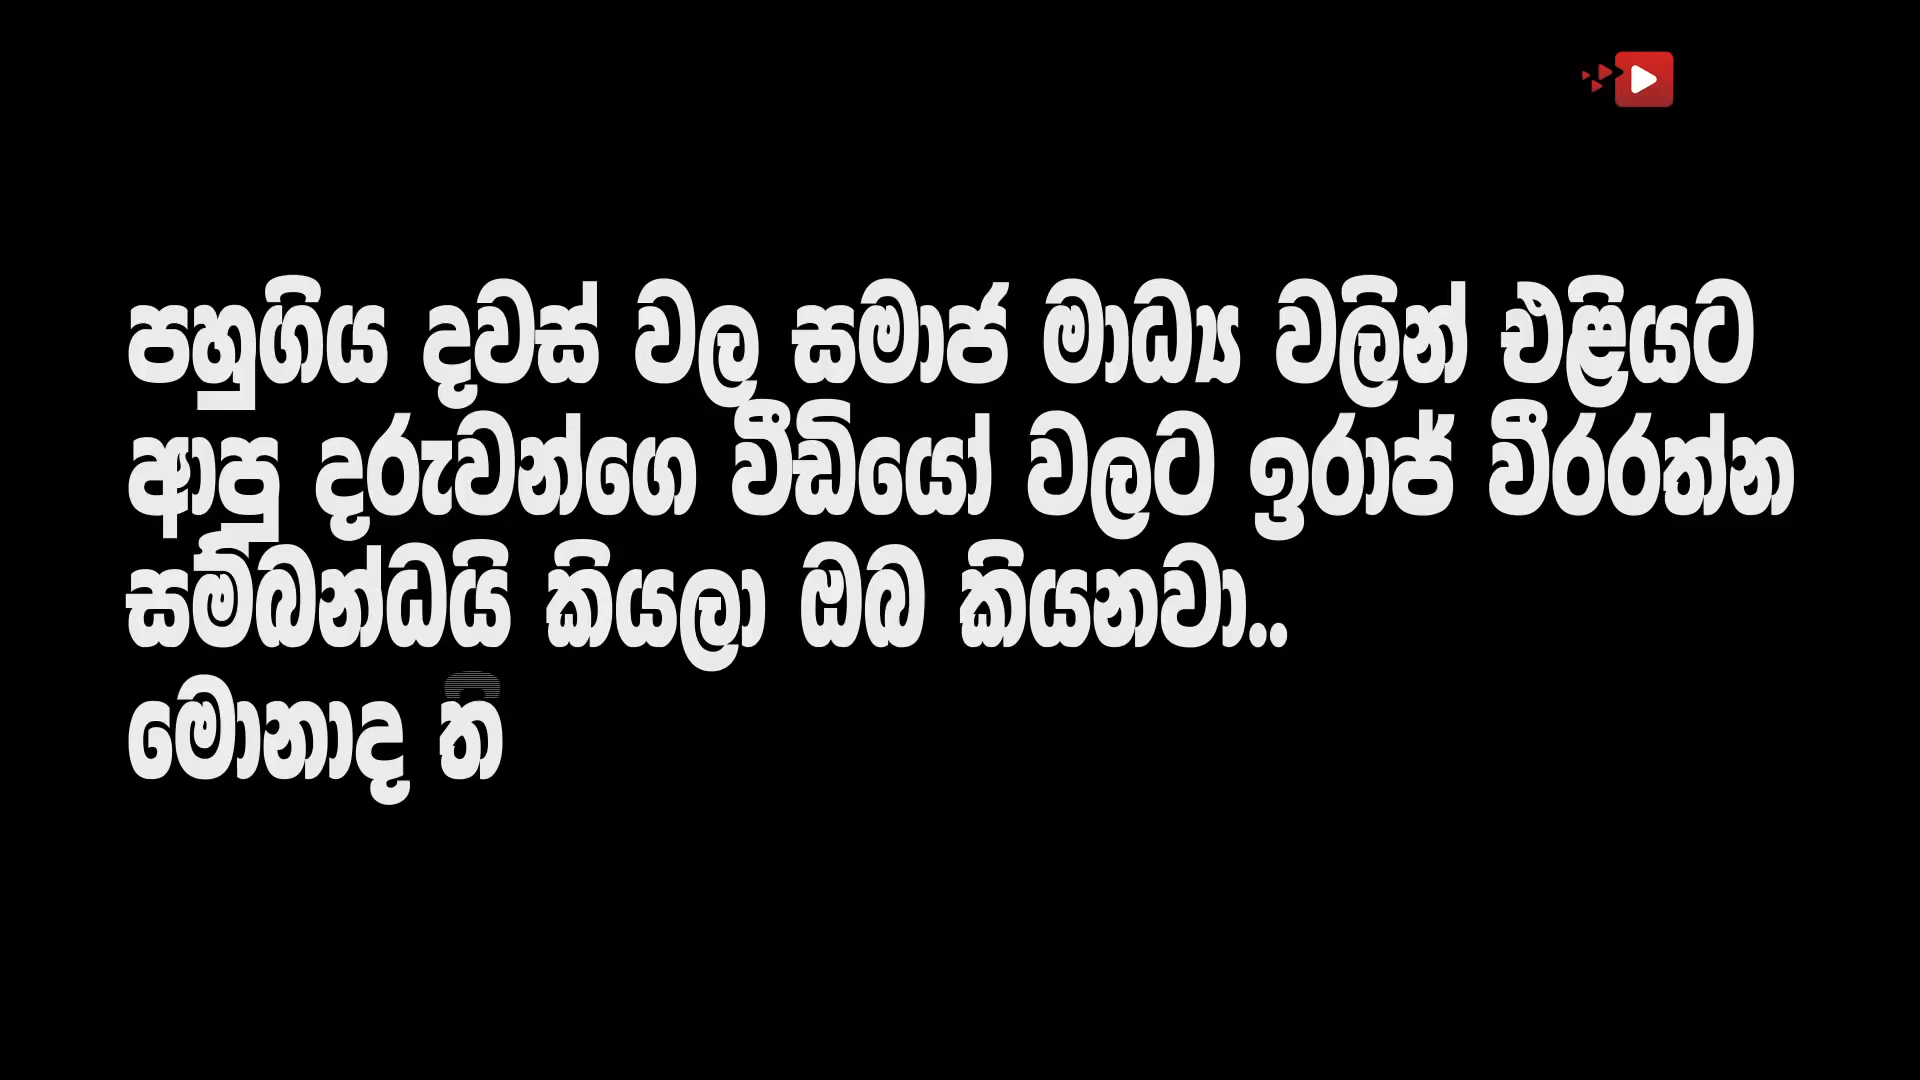 පහුගිය දවස් වල සමාජ මාධ්‍ය වලින් එළියට
ආපු දරුවන්ගෙ වීඩියෝ වලට ඉරාජ් වීරරත්න
සම්බන්ධයි කියලා ඔබ කියනවා..
මොනාද ති